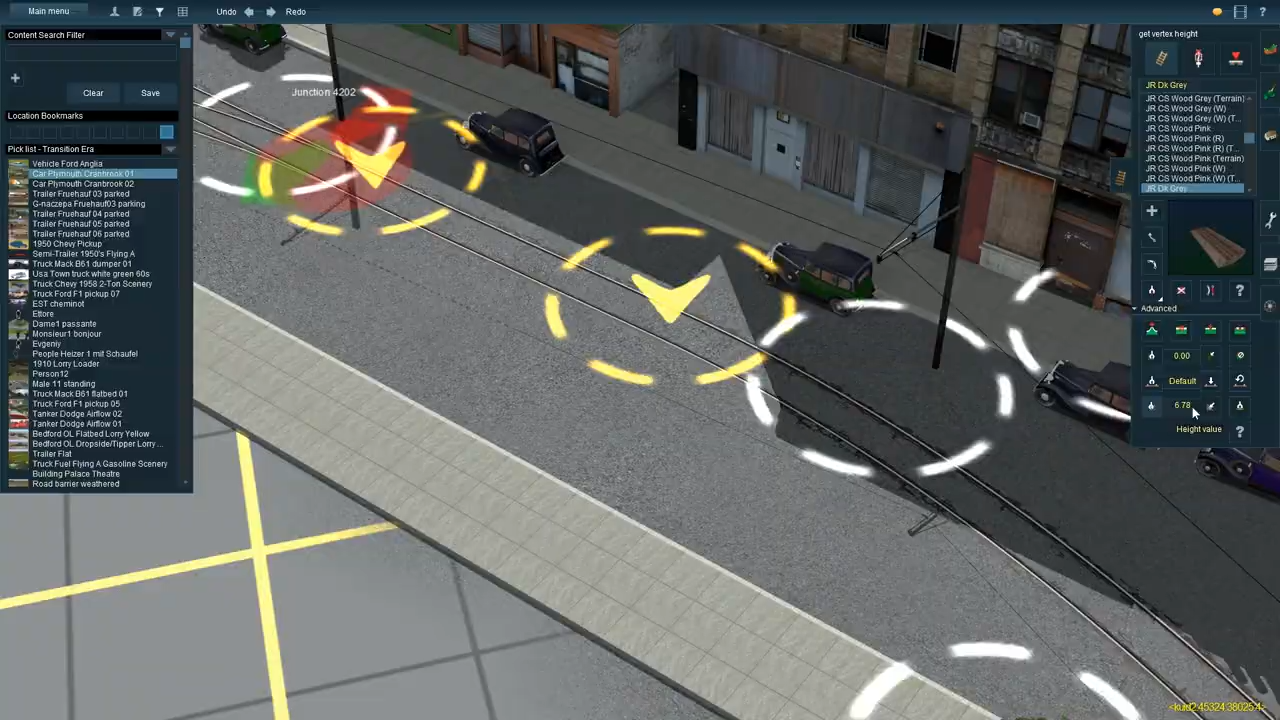 Main menu
Undo
Redo
Content Search Filter
Clear
Save
Location Bookmarks
Pick list - Transition Era
Vehicle Ford Anglia
Car Plymouth Cranbrook 01
Car Plymouth Cranbrook 02
Trailer Fruehauf 03 parked
G-naczepa Fruehauf03 parking
Trailer Fruehauf 04 parked
Trailer Fruehauf 05 parked
Trailer Fruehauf 06 parked
1950 Chevy Pickup
Semi-Trailer 1950's Flying A
Truck Mack B61 dumper 01
Usa Town truck white green 60s
Truck Chevy 1958 2-Ton Scenery
Truck Ford F1 pickup 07
EST cheminot
Ettore
Dame1 passante
Monsieur1 bonjour
Evgeniy
People Heizer 1 mit Schaufel
1910 Lorry Loader
Person12
Male 11 standing
Truck Mack B61 flatbed 01
Truck Ford F1 pickup 05
Tanker Dodge Airflow 02
Tanker Dodge Airflow 01
Bedford OL Flatbed Lorry Yellow
Bedford OL Dropside/Tipper Lorry ...
Trailer Flat
Truck Fuel Flying A Gasoline Scenery
Building Palace Theatre
Road barrier weathered
Junction 4202
get vertex height
JR Dk Grey
JR CS Wood Grey (Terrain)
JR CS Wood Grey (W)
JR CS Wood Grey (W) (T...
JR CS Wood Pink
JR CS Wood Pink (R)
JR CS Wood Pink (R) (T...
JR CS Wood Pink (Terrain)
JR CS Wood Pink (W)
JR CS Wood Pink (W) (T...
JR Dk Grey
Advanced
0.00
Default
6.78
Height value
<kuid2:45324:38025:4>